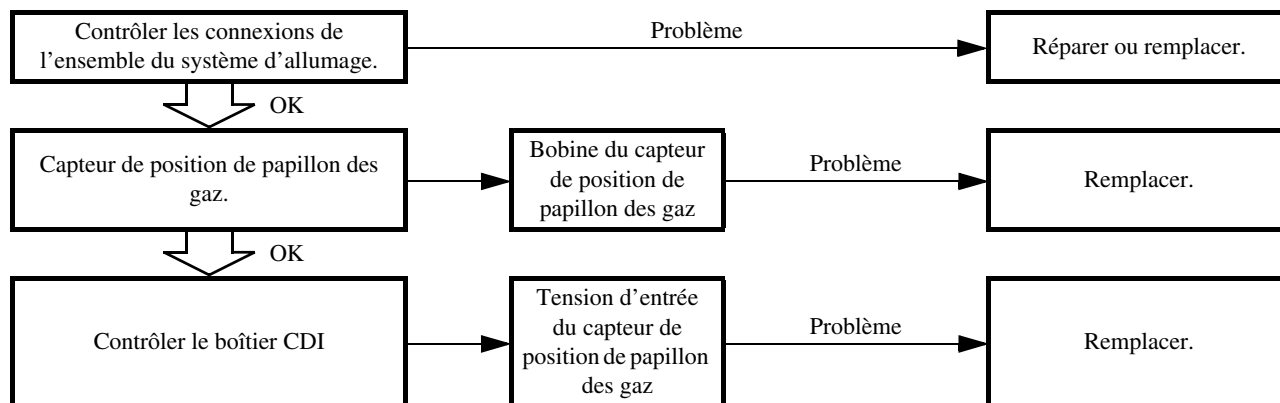 Contrôler les connexions de
l’ensemble du système d’allumage.
Problème
Réparer ou remplacer.
OK
Capteur de position de papillon des
gaz.
Bobine du capteur
de position de
papillon des gaz
Problème
Remplacer.
OK
Contrôler le boîtier CDI
Tension d’entrée
du capteur de
position de papillon
des gaz
Problème
Remplacer.